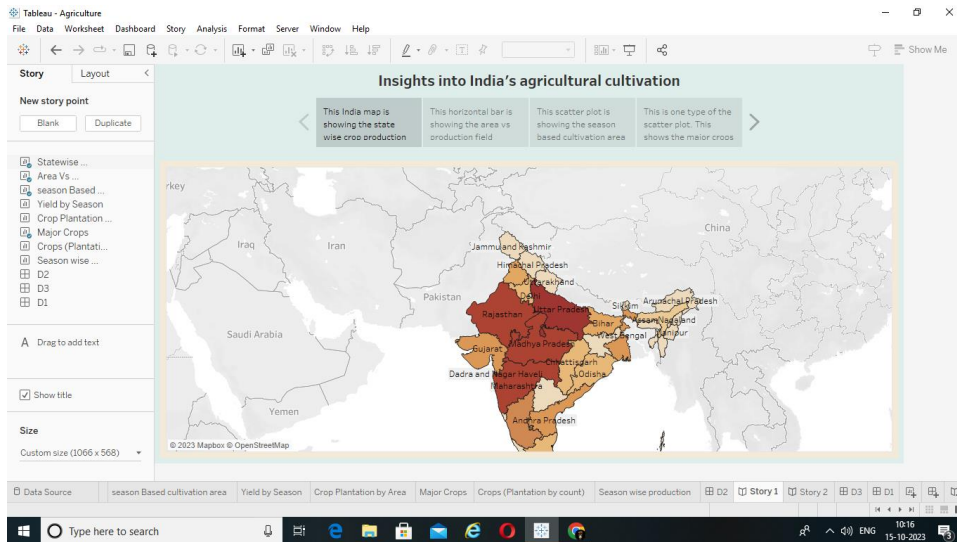 Tableau - Agriculture
File Data Worksheet Dashboard Story Analysis Format Server Window Help
Show Me
Story Layout
New story point
Blank Duplicate
Statewise ...
Area Vs ...
season Based ...
Yield by Season
Crop Plantation ...
Major Crops
Crops (Plantati...
Season wise ...
D2
D3
D1
A Drag to add text
Show title
Size
Custom size (1066 x 568)
Insights into India's agricultural cultivation
This India map is
showing the state
wise crop production
This horizontal bar is
showing the area vs
production field
This scatter plot is
showing the season
based cultivation area
This is one type of the
scatter plot. This
shows the major crops
rkey
China
Iraq
Iran
Jammu and Kashmir
Himachal Pradesh
Uttarakhand
Pakistan
Delhi
Sikkim
Arunachal Pradesh
Rajasthan
Uttar Pradesh
Assam
Nagaland
Bihar
Manipur
Saudi Arabia
West Bengal
Gujarat
Madhya Pradesh
Chhattisgarh
Dadra and Nagar Haveli
Odisha
Maharashtra
Yemen
Andhra Pradesh
© 2023 Mapbox © OpenStreetMap
Data Source season Based cultivation area Yield by Season Crop Plantation by Area Major Crops Crops (Plantation by count) Season wise production D2 Story 1 Story 2 D3 D1
Type here to search
ENG
10:16
15-10-2023
3